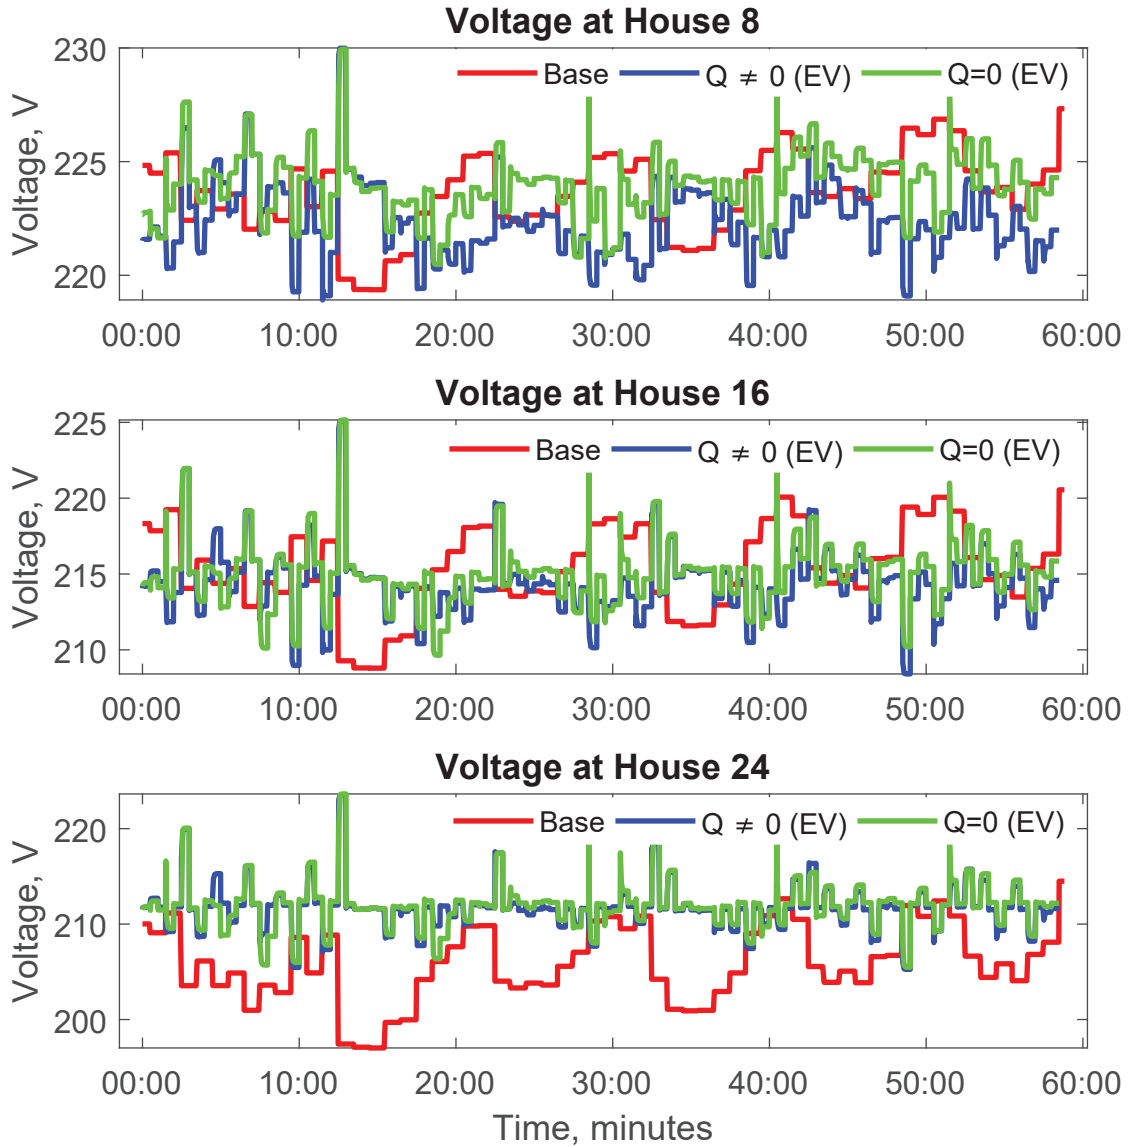 Voltage at House 8
Voltage, V
230
225
220
Base Q ≠ 0 (EV) Q=0 (EV)
00:00 10:00 20:00 30:00 40:00 50:00 60:00
Voltage at House 16
Voltage, V
225
220
215
210
Base Q ≠ 0 (EV) Q=0 (EV)
00:00 10:00 20:00 30:00 40:00 50:00 60:00
Voltage at House 24
Voltage, V
220
210
200
Base Q ≠ 0 (EV) Q=0 (EV)
00:00 10:00 20:00 30:00 40:00 50:00 60:00
Time, minutes